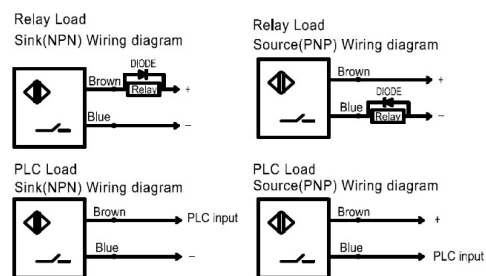 Relay Load
Sink(NPN) Wiring diagram
DIODE
Brown
Relay
+
Blue
–
Relay Load
Source(PNP) Wiring diagram
Brown
+
DIODE
Blue
Relay
–
PLC Load
Sink(NPN) Wiring diagram
Brown
PLC input
Blue
–
PLC Load
Source(PNP) Wiring diagram
Brown
+
Blue
PLC input